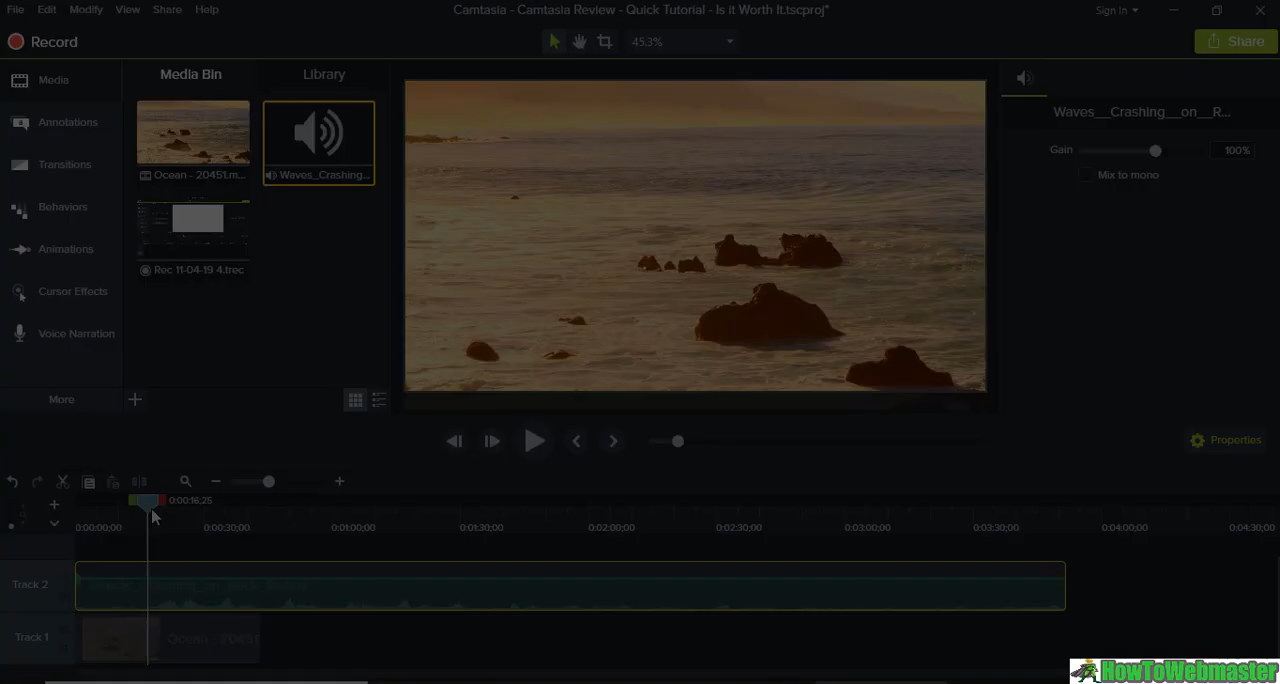 File Edit Modify View Share Help
Camtasia - Camtasia Review - Quick Tutorial - Is it Worth It.tscproj*
Sign In
Record
45,3%
Share
Media
Annotations
Transitions
Behaviors
Animations
Cursor Effects
Voice Narration
More
Media Bin
Library
Ocean - 20451.m...
Waves_Crashing...
Rec 11-04-19 4.trec
Waves__Crashing__on__R...
Gain
100%
Mix to mono
Properties
0:00:16;25
0:00:00;00 0:00:30;00 0:01:00;00 0:01:30;00 0:02:00;00 0:02:30;00 0:03:00;00 0:03:30;00 0:04:00;00 0:04:30;00
Track 2
Track 1
Ocean - 20451
HowToWebmaster